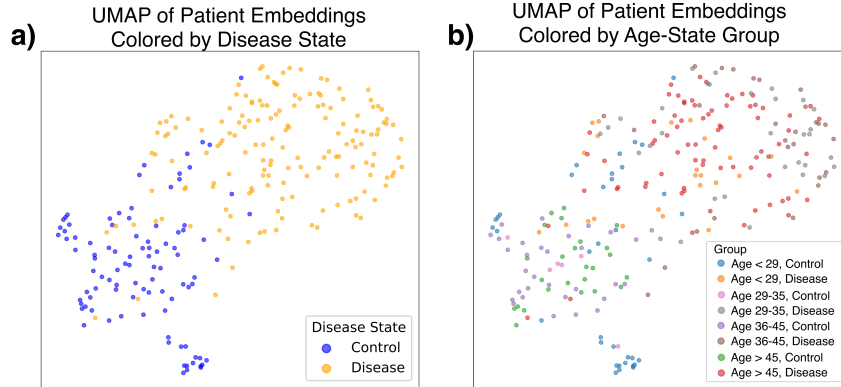 a)
UMAP of Patient Embeddings
Colored by Disease State
Disease State
Control
Disease
b)
UMAP of Patient Embeddings
Colored by Age-State Group
Group
Age < 29, Control
Age < 29, Disease
Age 29-35, Control
Age 29-35, Disease
Age 36-45, Control
Age 36-45, Disease
Age > 45, Control
Age > 45, Disease